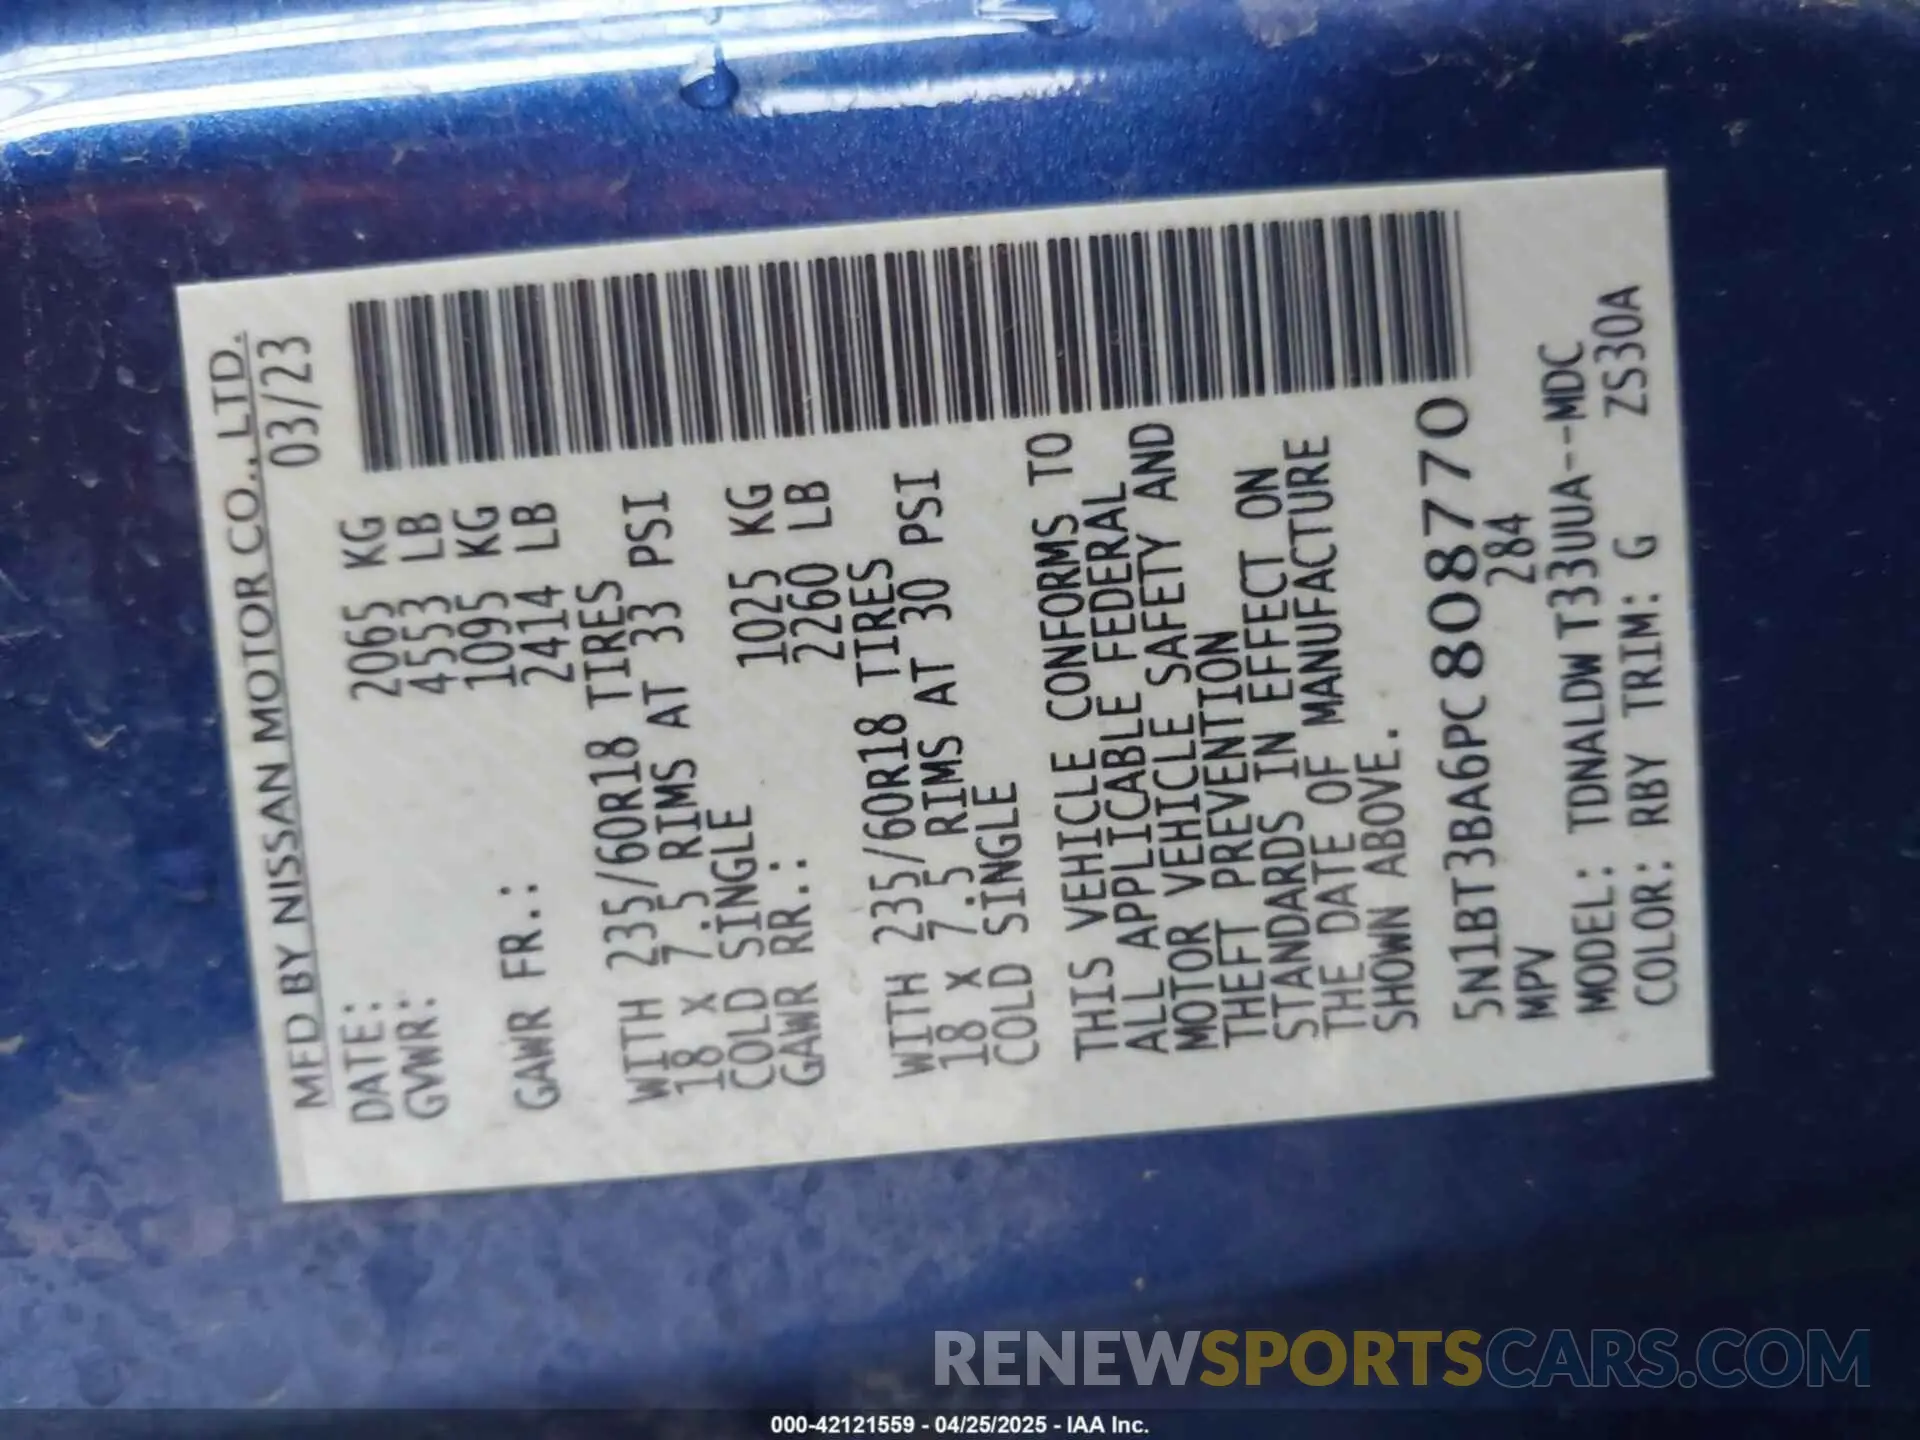 MFD BY NISSAN MOTOR CO., LTD.
DATE: 03/23
GVWR: 2065 KG
4553 LB
GAWR FR.: 1095 KG
2414 LB
WITH 235/60R18 TIRES
18 X 7.5 RIMS AT 33 PSI
COLD SINGLE
GAWR RR.: 1025 KG
2260 LB
WITH 235/60R18 TIRES
18 X 7.5 RIMS AT 30 PSI
COLD SINGLE
THIS VEHICLE CONFORMS TO
ALL APPLICABLE FEDERAL
MOTOR VEHICLE SAFETY AND
THEFT PREVENTION
STANDARDS IN EFFECT ON
THE DATE OF MANUFACTURE
SHOWN ABOVE.
5N1BT3BA6PC808770
MPV 284
MODEL: TDNALDW T33UUA--MDC
COLOR: RBY TRIM: G ZS30A
RENEWSPORTSCARS.COM
000-42121559 - 04/25/2025 - IAA Inc.